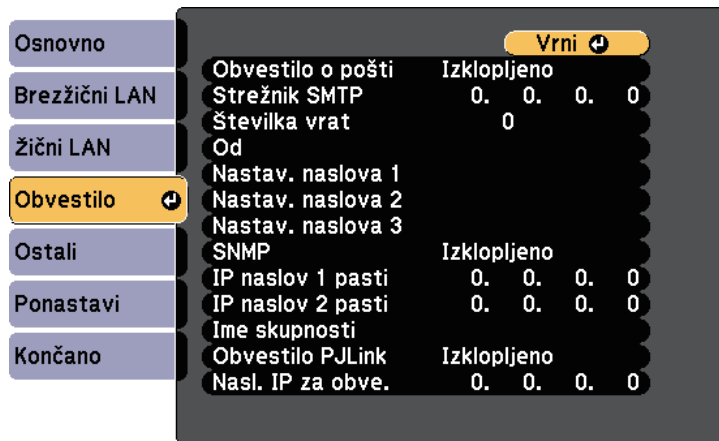 Osnovno
Brezžični LAN
Žični LAN
Obvestilo
Ostali
Ponastavi
Končano
Vrni
Obvestilo o pošti Izklopljeno
Strežnik SMTP 0. 0. 0. 0
Številka vrat 0
Od
Nastav. naslova 1
Nastav. naslova 2
Nastav. naslova 3
SNMP Izklopljeno
IP naslov 1 pasti 0. 0. 0. 0
IP naslov 2 pasti 0. 0. 0. 0
Ime skupnosti
Obvestilo PJLink Izklopljeno
Nasl. IP za obve. 0. 0. 0. 0